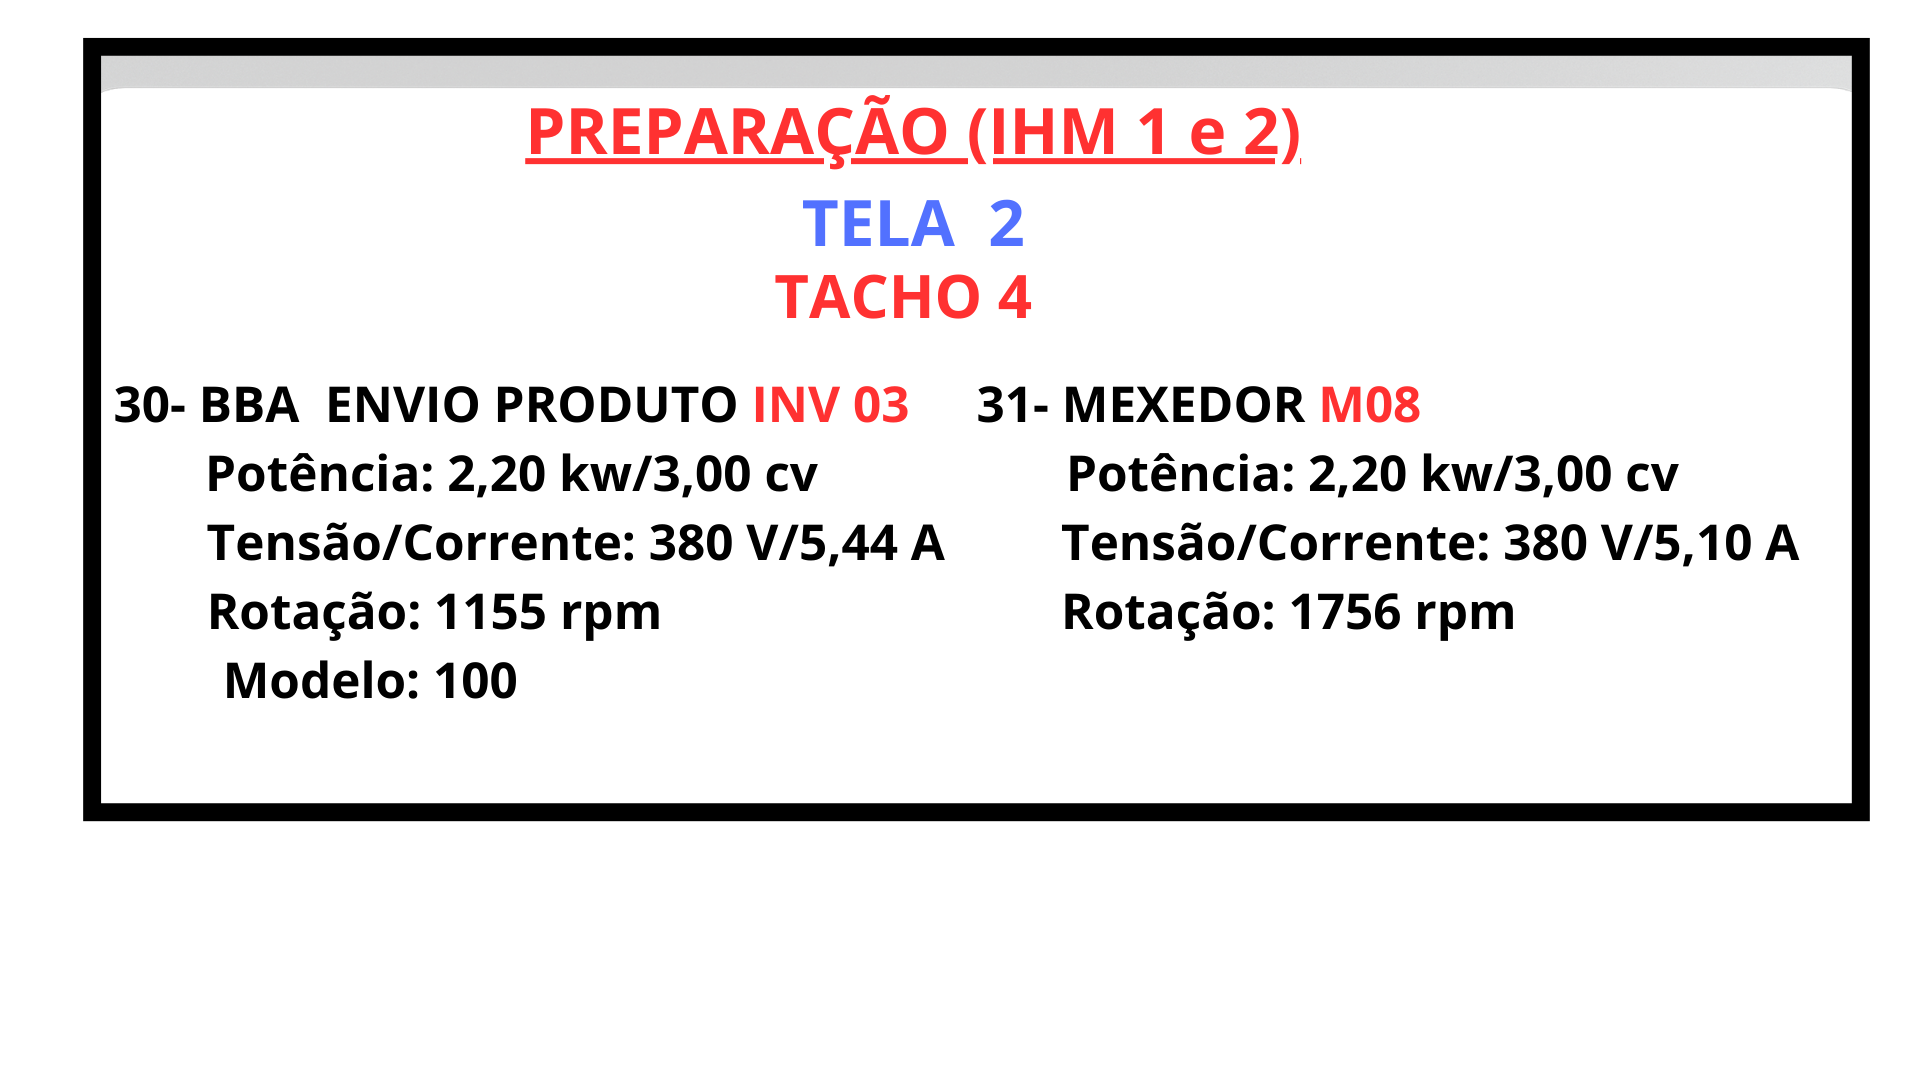 PREPARAÇÃO (IHM 1 e 2)
TELA 2
TACHO 4
30- BBA ENVIO PRODUTO INV 03
Potência: 2,20 kw/3,00 cv
Tensão/Corrente: 380 V/5,44 A
Rotação: 1155 rpm
Modelo: 100
31- MEXEDOR M08
Potência: 2,20 kw/3,00 cv
Tensão/Corrente: 380 V/5,10 A
Rotação: 1756 rpm